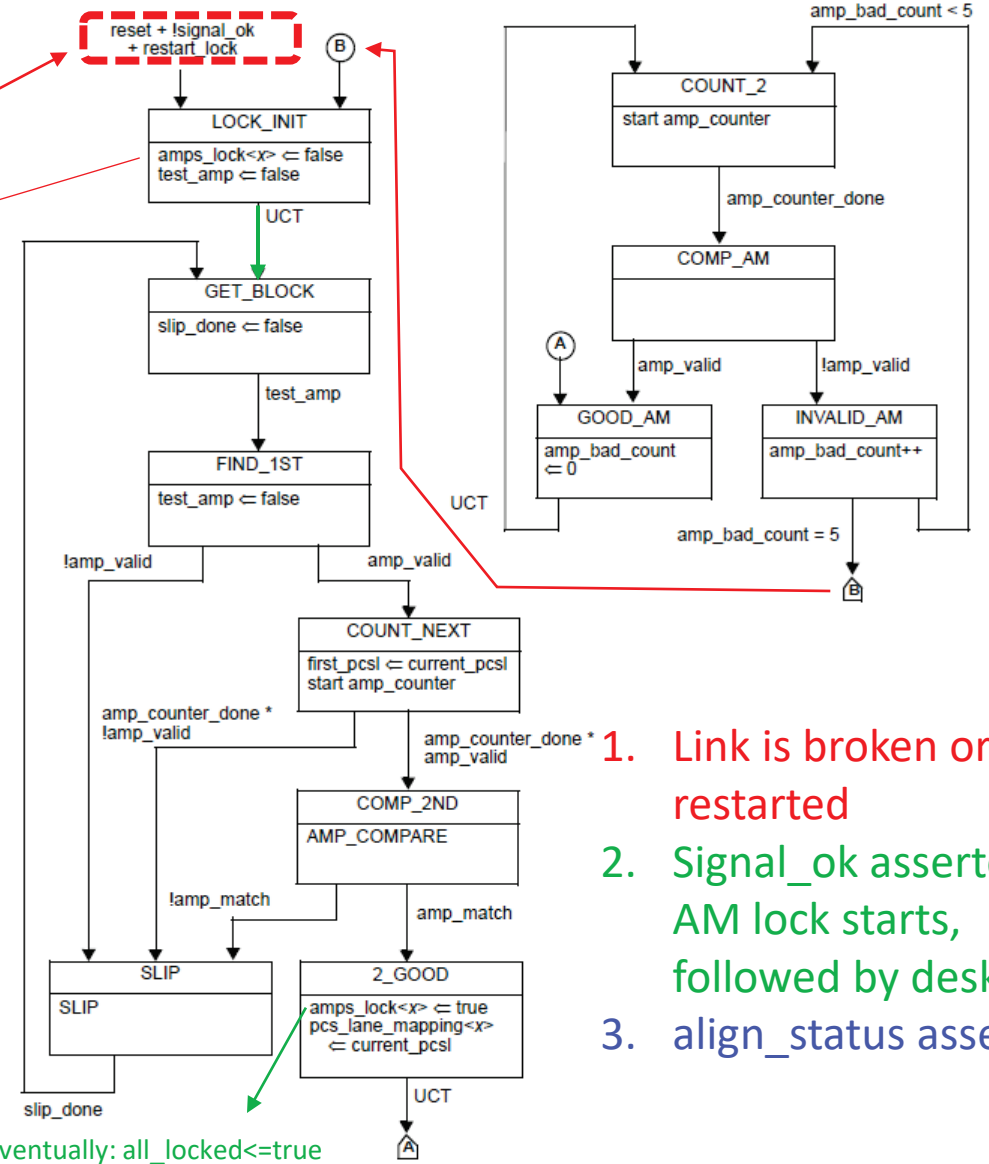 reset + !signal_ok
+ restart_lock
B
LOCK_INIT
amps_lock<x> ⇐ false
test_amp ⇐ false
UCT
GET_BLOCK
slip_done ⇐ false
test_amp
FIND_1ST
test_amp ⇐ false
!amp_valid
amp_valid
COUNT_NEXT
first_pcsl ⇐ current_pcsl
start amp_counter
amp_counter_done *
!amp_valid
amp_counter_done *
amp_valid
COMP_2ND
AMP_COMPARE
!amp_match
amp_match
SLIP
SLIP
2_GOOD
amps_lock<x> ⇐ true
pcs_lane_mapping<x>
⇐ current_pcsl
slip_done
UCT
A
ventually: all_locked<=true
amp_bad_count < 5
COUNT_2
start amp_counter
amp_counter_done
COMP_AM
A
amp_valid
!amp_valid
GOOD_AM
amp_bad_count
⇐ 0
INVALID_AM
amp_bad_count++
UCT
amp_bad_count = 5
B
1. Link is broken or
restarted
2. Signal_ok asserte
AM lock starts,
followed by desk
3. align_status asse